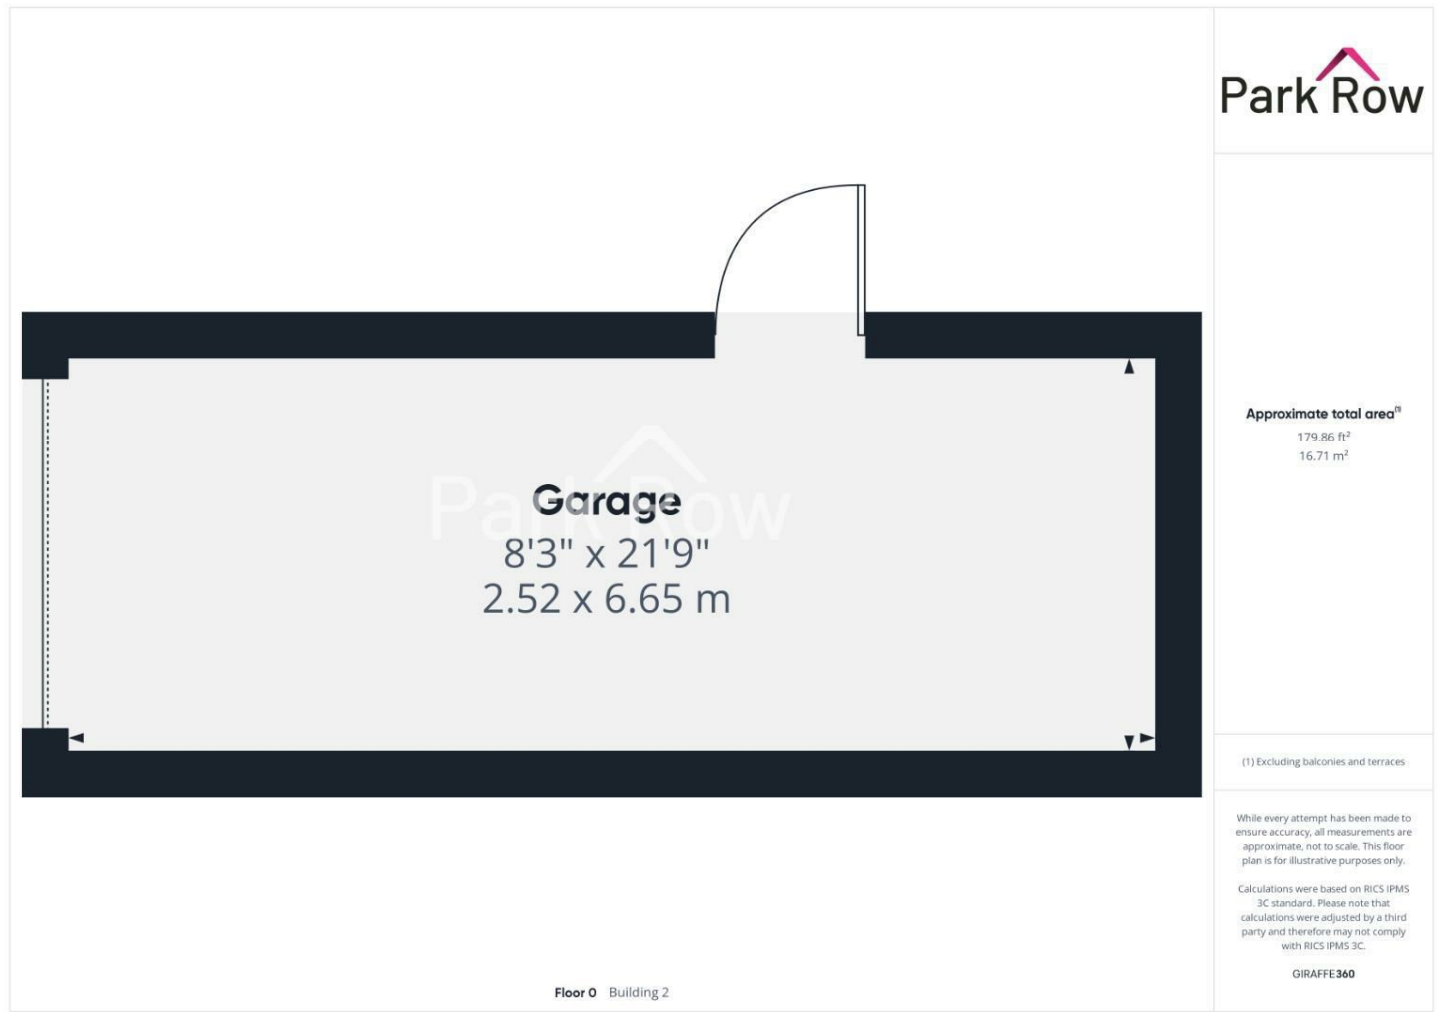 Park Row
Park Row
Garage
8'3" x 21'9"
2.52 x 6.65 m
Approximate total area(1)
179.86 ft²
16.71 m²
(1) Excluding balconies and terraces
While every attempt has been made to
ensure accuracy, all measurements are
approximate, not to scale. This floor
plan is for illustrative purposes only.
Calculations were based on RICS IPMS
3C standard. Please note that
calculations were adjusted by a third
party and therefore may not comply
with RICS IPMS 3C.
GIRAFFE360
Floor 0 Building 2